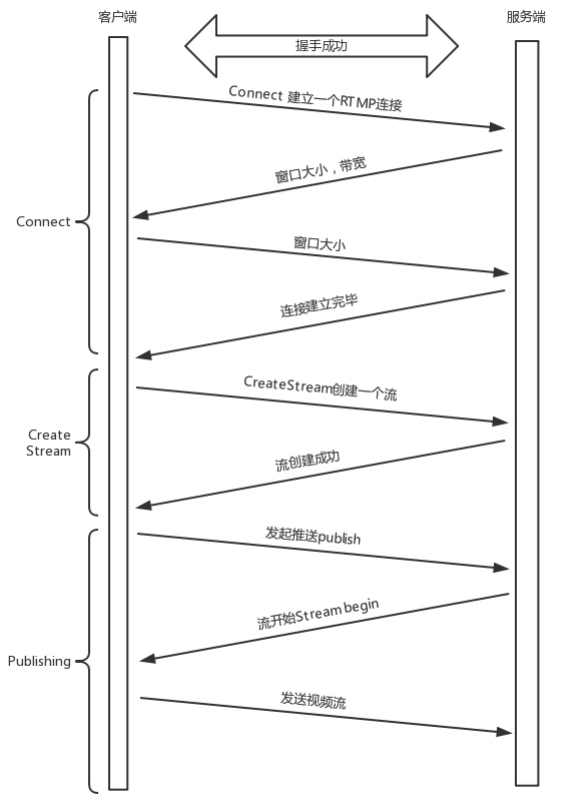 客户端
服务端
握手成功
Connect 建立一个RTMP连接
窗口大小，带宽
Connect
窗口大小
连接建立完毕
CreateStream创建一个流
Create
Stream
流创建成功
发起推送publish
流开始Stream begin
Publishing
发送视频流